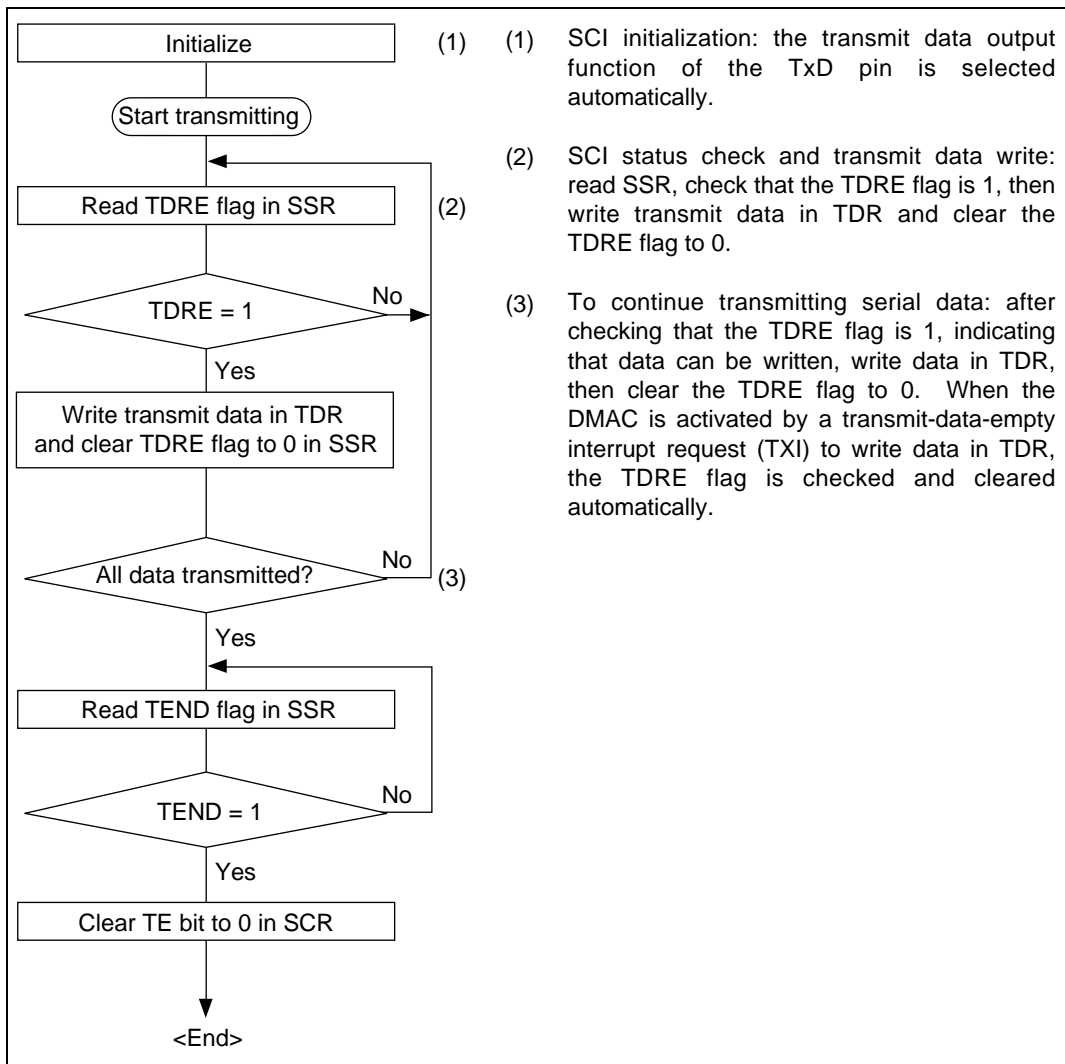 Initialize
(1)
Start transmitting
Read TDRE flag in SSR
(2)
TDRE = 1
No
Yes
Write transmit data in TDR
and clear TDRE flag to 0 in SSR
All data transmitted?
No
(3)
Yes
Read TEND flag in SSR
TEND = 1
No
Yes
Clear TE bit to 0 in SCR
<End>
(1) SCI initialization: the transmit data output
function of the TxD pin is selected
automatically.
(2) SCI status check and transmit data write:
read SSR, check that the TDRE flag is 1, then
write transmit data in TDR and clear the
TDRE flag to 0.
(3) To continue transmitting serial data: after
checking that the TDRE flag is 1, indicating
that data can be written, write data in TDR,
then clear the TDRE flag to 0. When the
DMAC is activated by a transmit-data-empty
interrupt request (TXI) to write data in TDR,
the TDRE flag is checked and cleared
automatically.